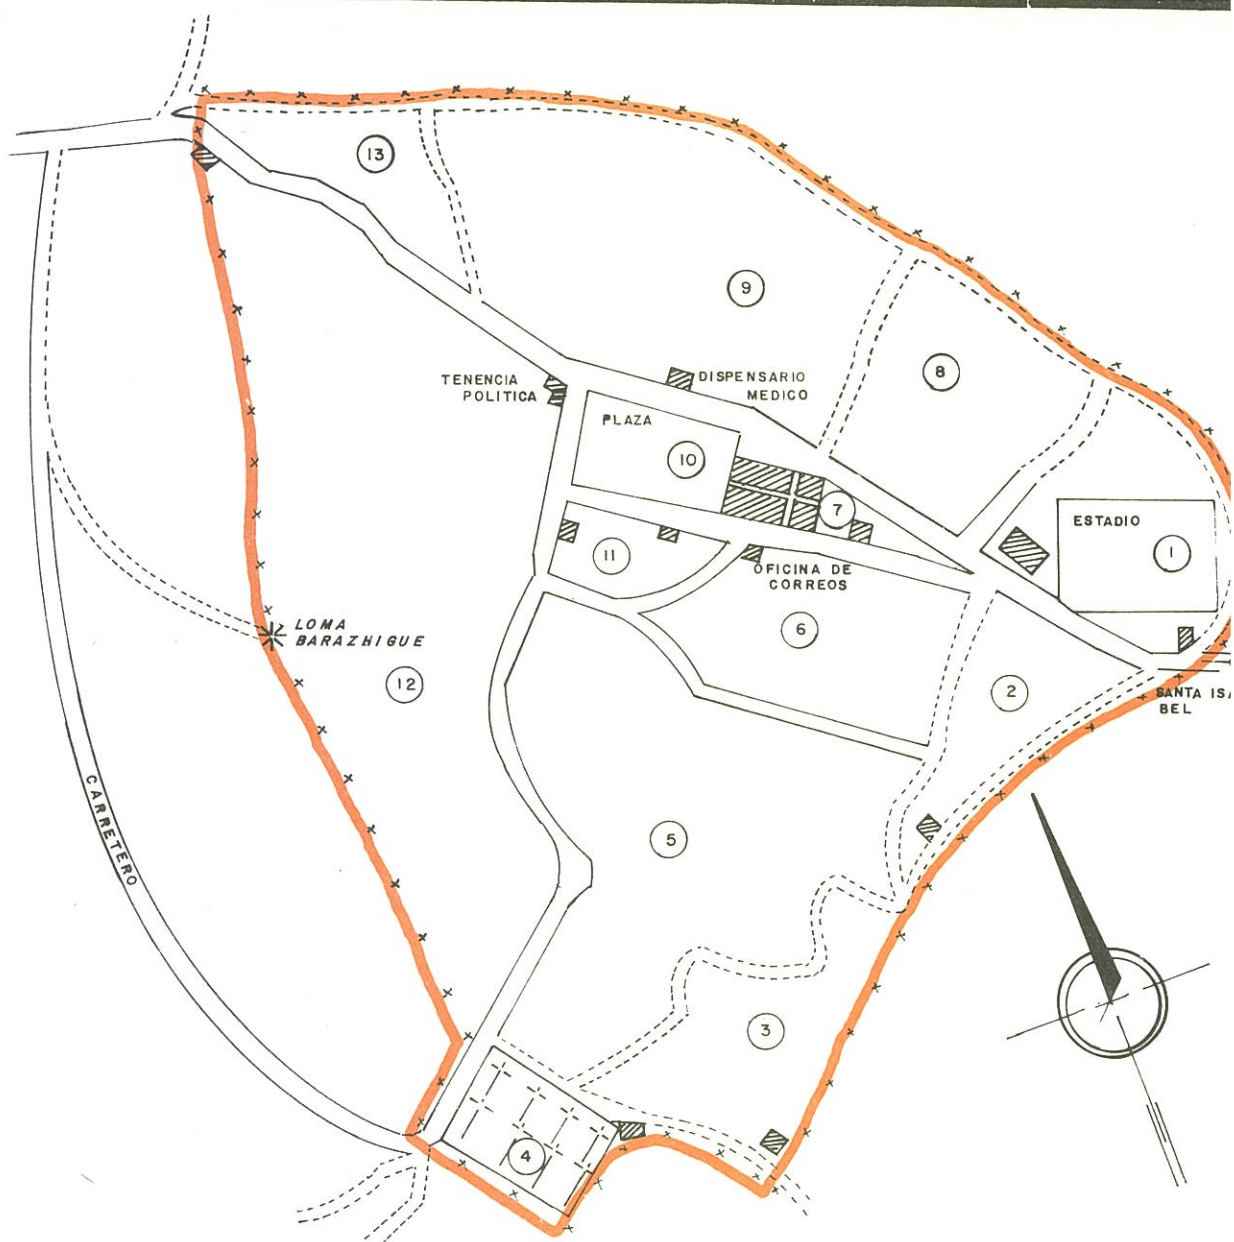 13
9
8
TENENCIA
POLITICA
DISPENSARIO
MEDICO
PLAZA
10
7
ESTADIO
1
11
OFICINA DE
CORREOS
6
LOMA
BARAZHIGUE
12
2
SANTA IS
BEL
CARRETERO
5
3
4